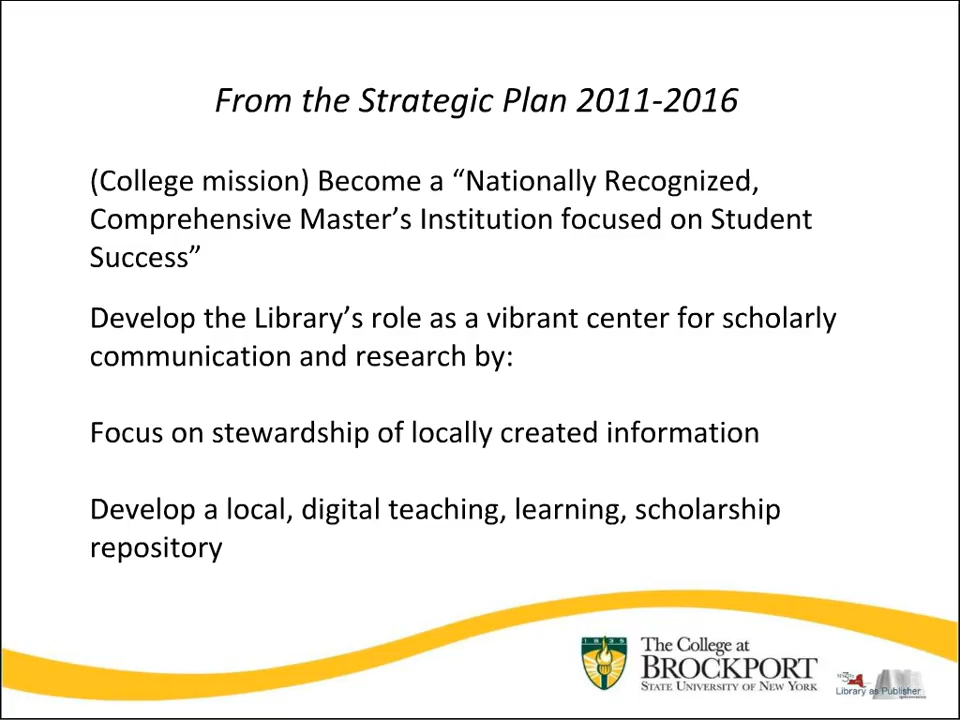 From the Strategic Plan 2011-2016
(College mission) Become a “Nationally Recognized,
Comprehensive Master’s Institution focused on Student
Success”
Develop the Library’s role as a vibrant center for scholarly
communication and research by:
Focus on stewardship of locally created information
Develop a local, digital teaching, learning, scholarship
repository
1835
The College at
BROCKPORT
STATE UNIVERSITY OF NEW YORK
Library as Publisher